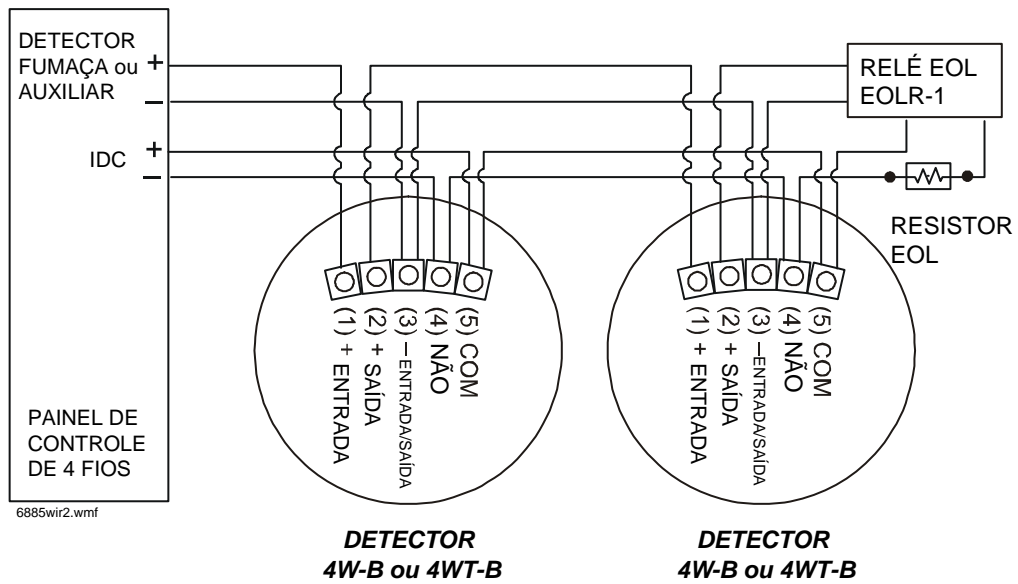 DETECTOR
FUMAÇA ou
AUXILIAR
+
−
IDC
+
−
RELÉ EOL
EOLR-1
RESISTOR
EOL
(1) + ENTRADA
(2) + SAÍDA
(3) −ENTRADA/SAÍDA
(4) NÃO
(5) COM
(1) + ENTRADA
(2) + SAÍDA
(3) −ENTRADA/SAÍDA
(4) NÃO
(5) COM
PAINEL DE
CONTROLE
DE 4 FIOS
6885wir2.wmf
DETECTOR
4W-B ou 4WT-B
DETECTOR
4W-B ou 4WT-B